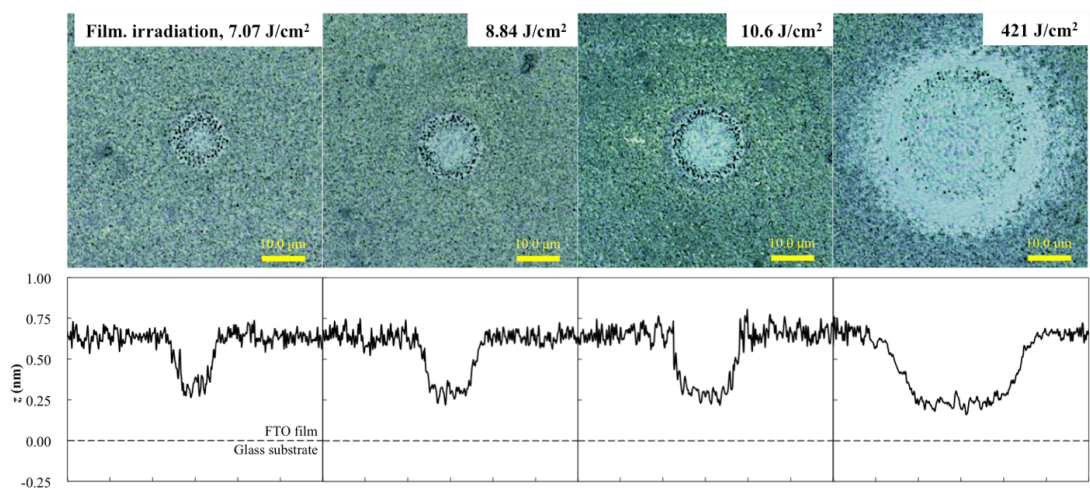 Film. irradiation, 7.07 J/cm²
8.84 J/cm²
10.6 J/cm²
421 J/cm²
10.0 μm
10.0 μm
10.0 μm
10.0 μm
1.00
0.75
0.50
0.25
0.00
-0.25
z (nm)
FTO film
Glass substrate